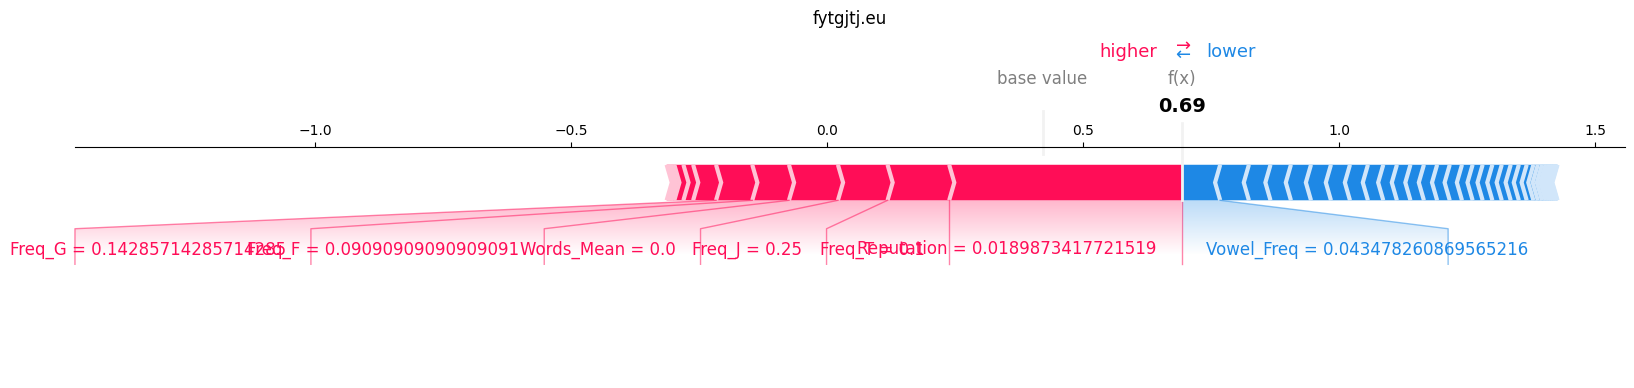 fytgjtj.eu
higher ⇄ lower
base value f(x)
0.69
−1.0 −0.5 0.0 0.5 1.0 1.5
Freq_G = 0.14285714285714285 Freq_F = 0.09090909090909091 Words_Mean = 0.0 Freq_J = 0.25 Freq_T = 0.1 Reputation = 0.0189873417721519 Vowel_Freq = 0.043478260869565216